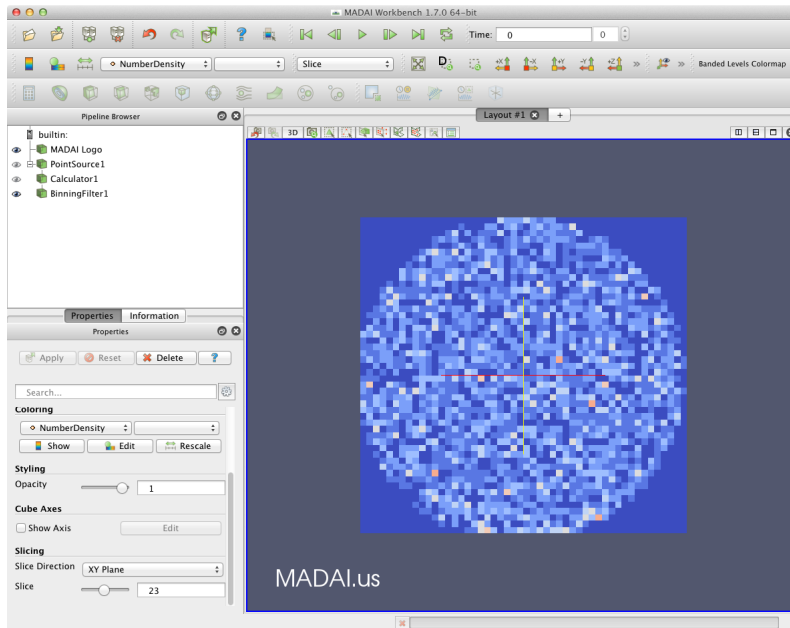 MADAI Workbench 1.7.0 64-bit
Time: 0 0
NumberDensity Slice Banded Levels Colormap
Pipeline Browser
Layout #1 +
3D
builtin:
MADAI Logo
PointSource1
Calculator1
BinningFilter1
Properties Information
Properties
Apply Reset Delete ?
Search...
Coloring
NumberDensity
Show Edit Rescale
Styling
Opacity 1
Cube Axes
Show Axis Edit
Slicing
Slice Direction XY Plane
Slice 23
MADAI.us